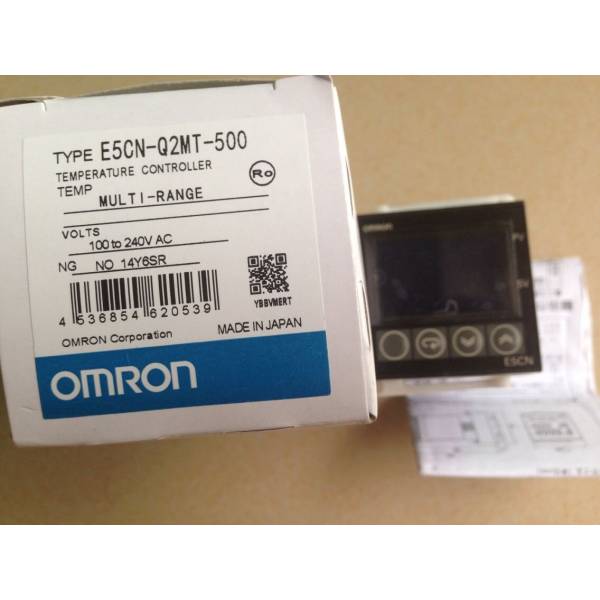 TYPE E5CN-Q2MT-500
TEMPERATURE CONTROLLER
TEMP MULTI-RANGE
Ro
VOLTS
100 to 240V AC
NG NO 14Y6SR
4 536854 620539
YBBVMERT
OMRON Corporation
MADE IN JAPAN
OMRON
OMRON
PV
SV
E5CN